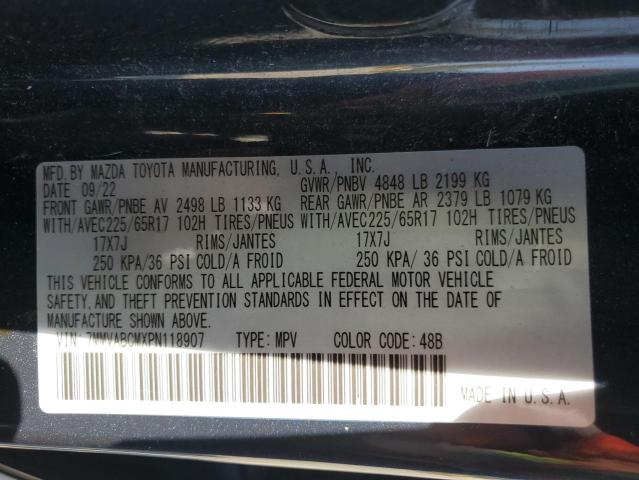 MFD.BY MAZDA TOYOTA MANUFACTURING, U.S.A., INC.
DATE 09/22 GVWR/PNBV 4848 LB 2199 KG
FRONT GAWR/PNBE AV 2498 LB 1133 KG REAR GAWR/PNBE AR 2379 LB 1079 KG
WITH/AVEC225/65R17 102H TIRES/PNEUS WITH/AVEC225/65R17 102H TIRES/PNEUS
17X7J RIMS/JANTES 17X7J RIMS/JANTES
250 KPA/36 PSI COLD/A FROID 250 KPA/ 36 PSI COLD/A FROID
THIS VEHICLE CONFORMS TO ALL APPLICABLE FEDERAL MOTOR VEHICLE
SAFETY,AND THEFT PREVENTION STANDARDS IN EFFECT ON THE DATE OF
MANUFACTURE SHOWN ABOVE.
VIN :7MMVABCMXPN118907 TYPE: MPV COLOR CODE: 48B
MADE IN U.S.A.